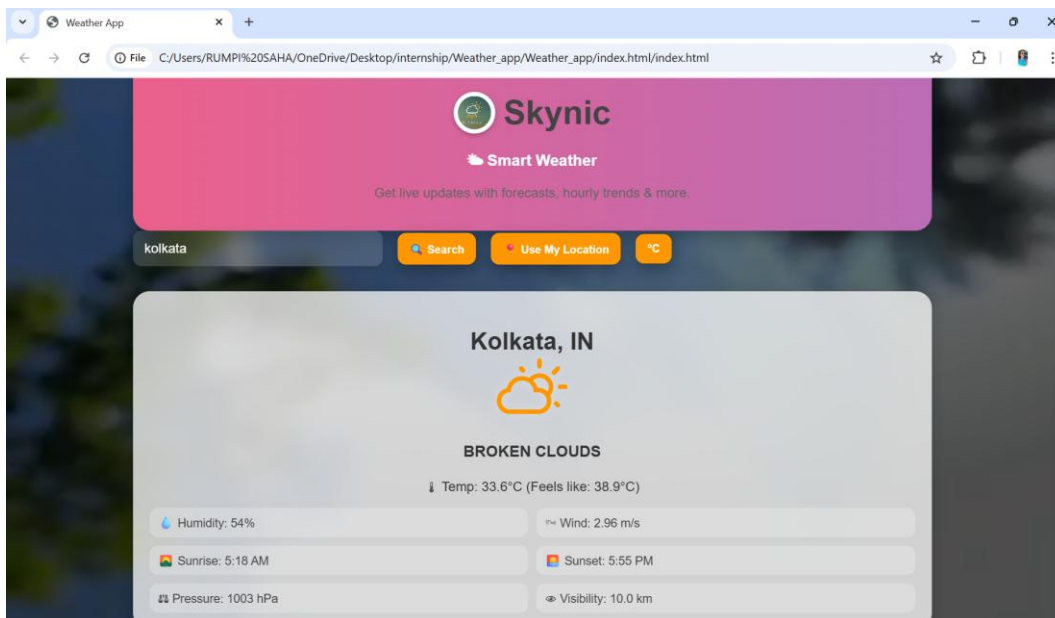 Weather App
File C:/Users/RUMPI%20SAHA/OneDrive/Desktop/internship/Weather_app/Weather_app/index.html/index.html
Skynic
Smart Weather
Get live updates with forecasts, hourly trends & more.
kolkata Search Use My Location °C
Kolkata, IN
BROKEN CLOUDS
Temp: 33.6°C (Feels like: 38.9°C)
Humidity: 54% Wind: 2.96 m/s
Sunrise: 5:18 AM Sunset: 5:55 PM
Pressure: 1003 hPa Visibility: 10.0 km